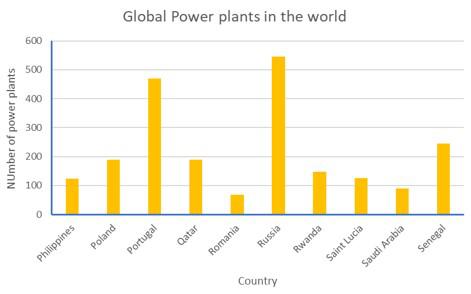 Global Power plants in the world
600
500
400
300
200
100
0
NUmber of power plants
Philippines
Poland
Portugal
Qatar
Romania
Russia
Rwanda
Saint Lucia
Saudi Arabia
Senegal
Country